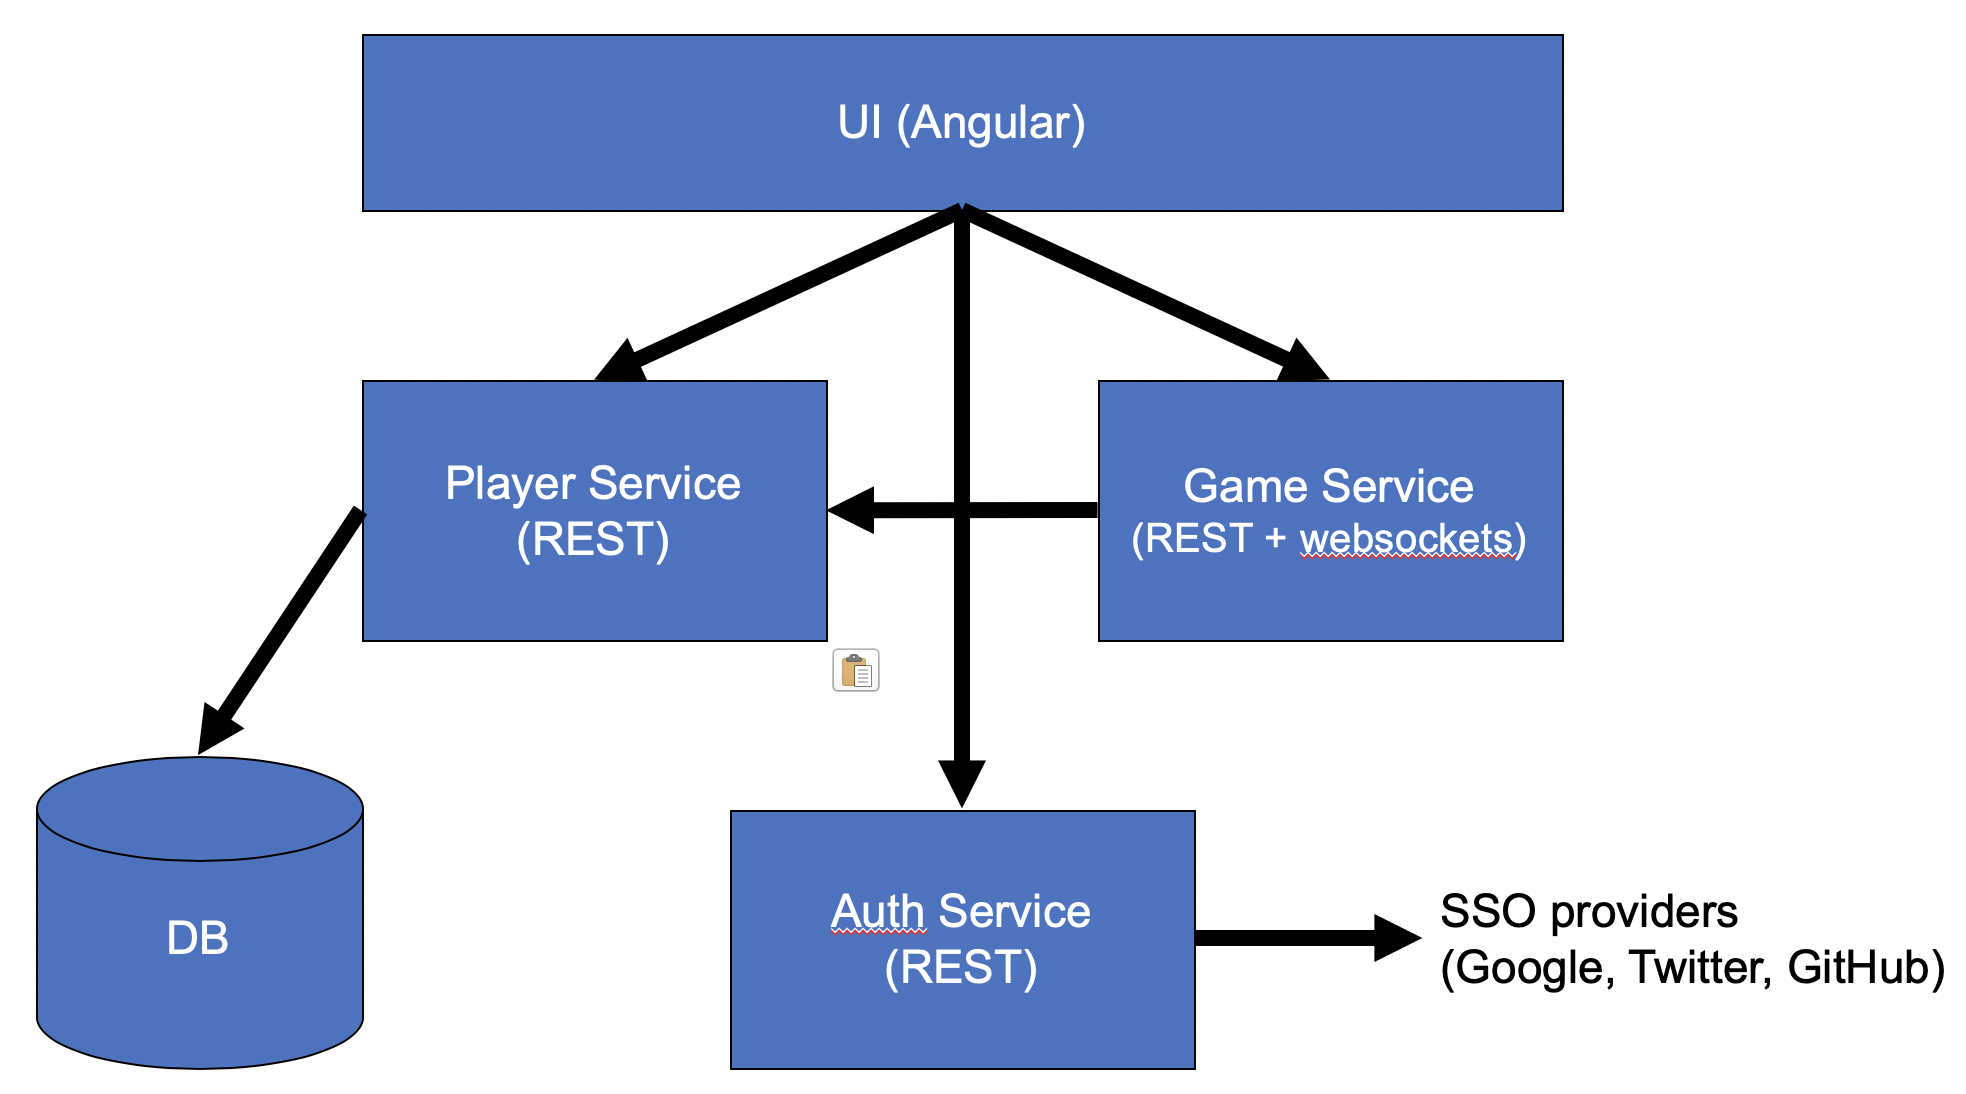 UI (Angular)
Player Service
(REST)
Game Service
(REST + websockets)
DB
Auth Service
(REST)
SSO providers
(Google, Twitter, GitHub)